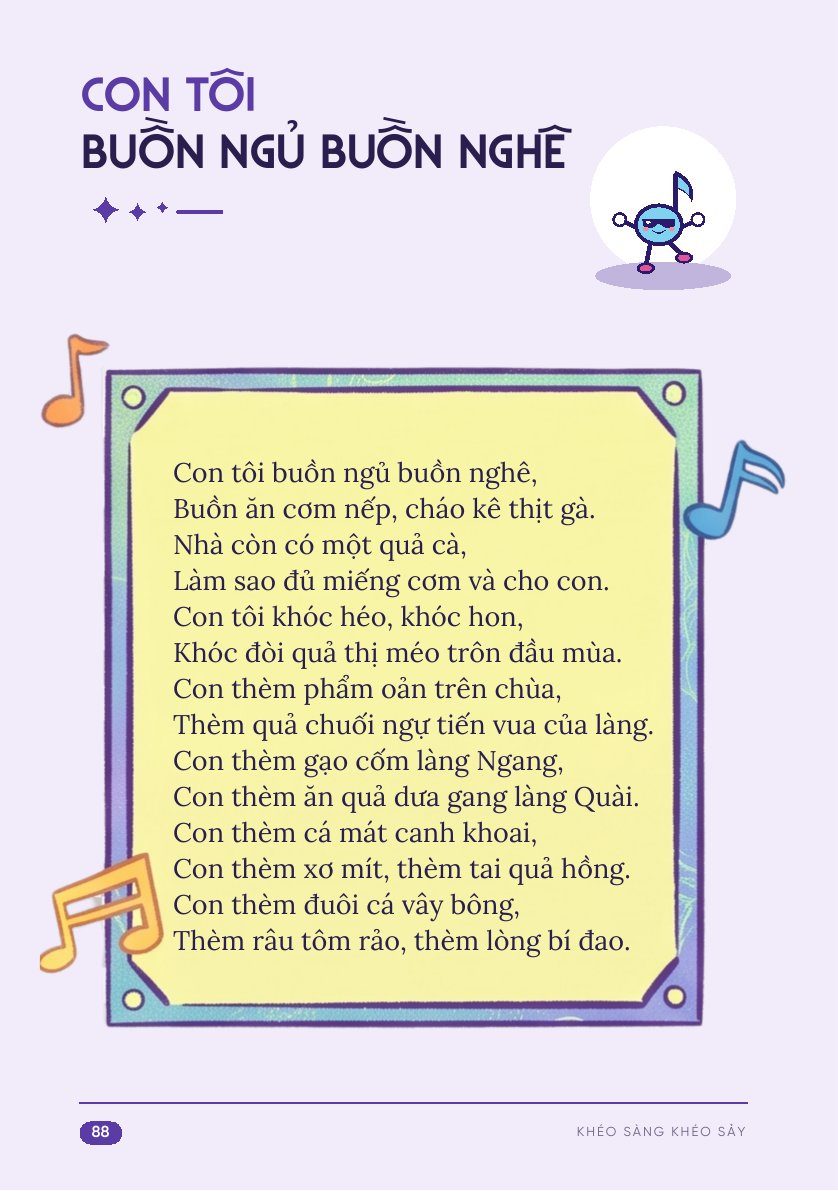 CON TÔI
BUỒN NGỦ BUỒN NGHÊ
Con tôi buồn ngủ buồn nghê,
Buồn ăn cơm nếp, cháo kê thịt gà.
Nhà còn có một quả cà,
Làm sao đủ miếng cơm và cho con.
Con tôi khóc héo, khóc hon,
Khóc đòi quả thị méo trôn đầu mùa.
Con thèm phẩm oản trên chùa,
Thèm quả chuối ngự tiến vua của làng.
Con thèm gạo cốm làng Ngang,
Con thèm ăn quả dưa gang làng Quài.
Con thèm cá mát canh khoai,
Con thèm xơ mít, thèm tai quả hồng.
Con thèm đuôi cá vây bông,
Thèm râu tôm rảo, thèm lòng bí đao.
88
KHÉO SÀNG KHÉO SẢY